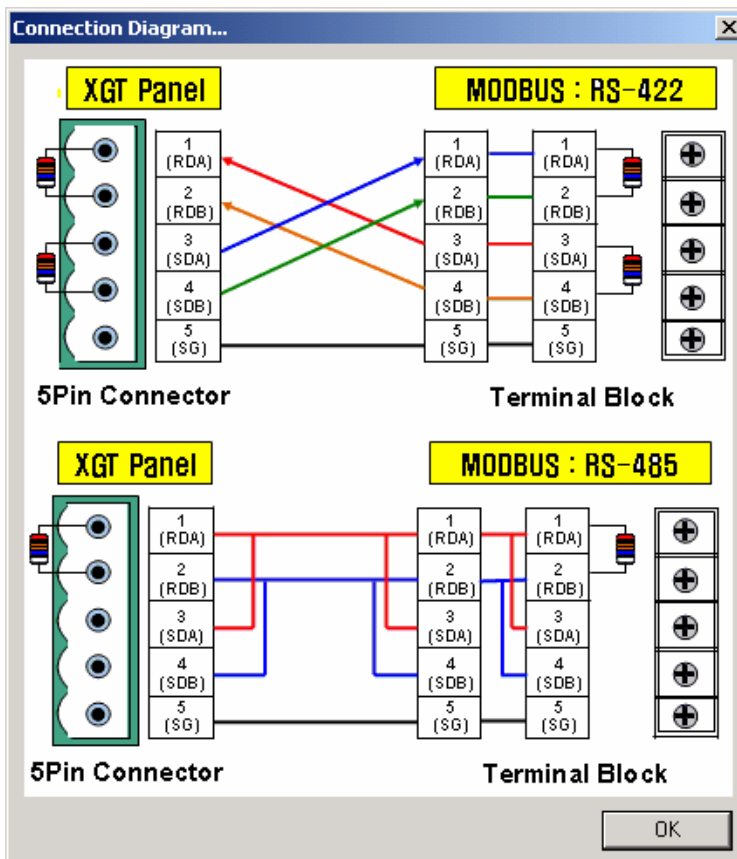 Connection Diagram...
XGT Panel
MODBUS : RS-422
1
(RDA)
2
(RDB)
3
(SDA)
4
(SDB)
5
(SG)
1
(RDA)
2
(RDB)
3
(SDA)
4
(SDB)
5
(SG)
1
(RDA)
2
(RDB)
3
(SDA)
4
(SDB)
5
(SG)
5Pin Connector
Terminal Block
XGT Panel
MODBUS : RS-485
1
(RDA)
2
(RDB)
3
(SDA)
4
(SDB)
5
(SG)
1
(RDA)
2
(RDB)
3
(SDA)
4
(SDB)
5
(SG)
1
(RDA)
2
(RDB)
3
(SDA)
4
(SDB)
5
(SG)
5Pin Connector
Terminal Block
OK